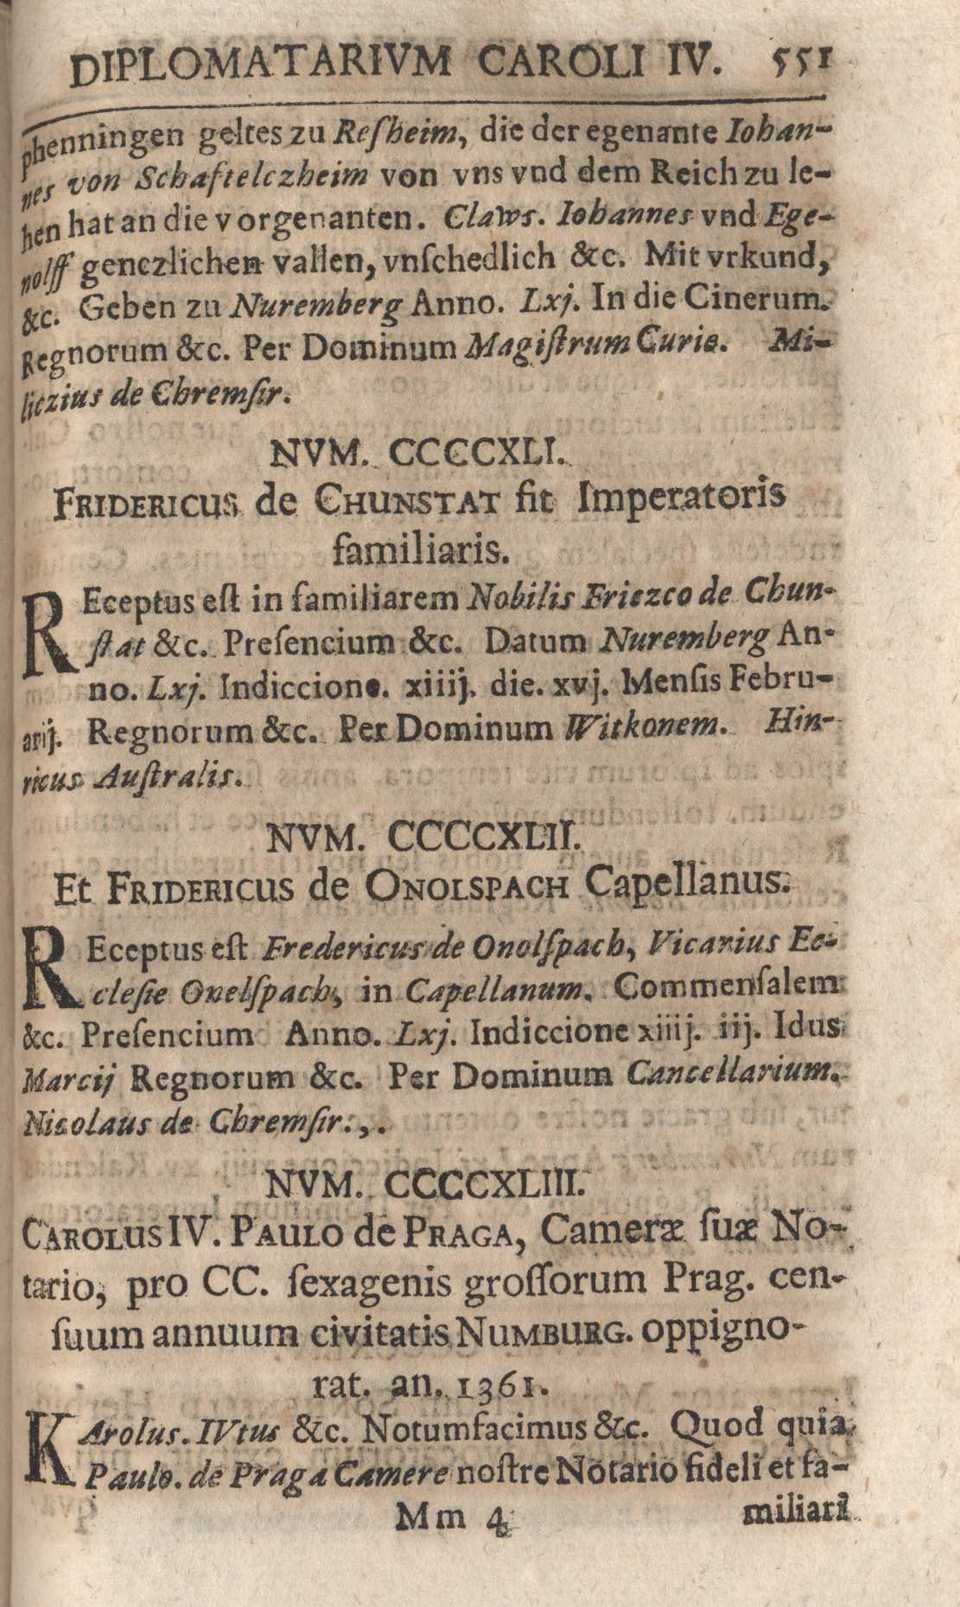 DIPLOMATARIVM CAROLI IV. 551
phenningen geltes zu Resheim, die der egenante Iohan-
nes von Schaftelczheim von vns vnd dem Reich zu le-
hen hat an die vorgenanten. Claws. Iohannes vnd Ege-
nolff genczlichen vallen, vnschedlich &c. Mit vrkund,
&c. Geben zu Nuremberg Anno. Lxj. In die Cinerum.
Regnorum &c. Per Dominum Magistrum Curie. Mi-
liczius de Chremsir.
NVM. CCCCXLI.
FRIDERICUS de CHUNSTAT fit Imperatoris
familiaris.
REceptus est in familiarem Nobilis Friezco de Chun-
stat &c. Presencium &c. Datum Nuremberg An-
no. Lxj. Indiccione. xiiij. die. xvj. Mensis Febru-
arij. Regnorum &c. Per Dominum Witkonem. Hin-
ricus Australis.
NVM. CCCCXLII.
Et FRIDERICUS de ONOLSPACH Capellanus.
REceptus est Fredericus de Onolspach, Vicarius Ec-
clesie Onelspach, in Capellanum. Commensalem
&c. Presencium Anno. Lxj. Indiccione xiiij. iij. Idus
Marcij Regnorum &c. Per Dominum Cancellarium.
Nicolaus de Chremsir.,.
NVM. CCCCXLIII.
CAROLUS IV. PAULO de PRAGA, Cameræ suæ No-
tario, pro CC. sexagenis grossorum Prag. cen-
suum annuum civitatis NUMBURG. oppigno-
rat. an. 1361.
KArolus. IVtus &c. Notum facimus &c. Quod quia
Paulo. de Praga Camere nostre Notario fideli et fa-
Mm 4 miliari